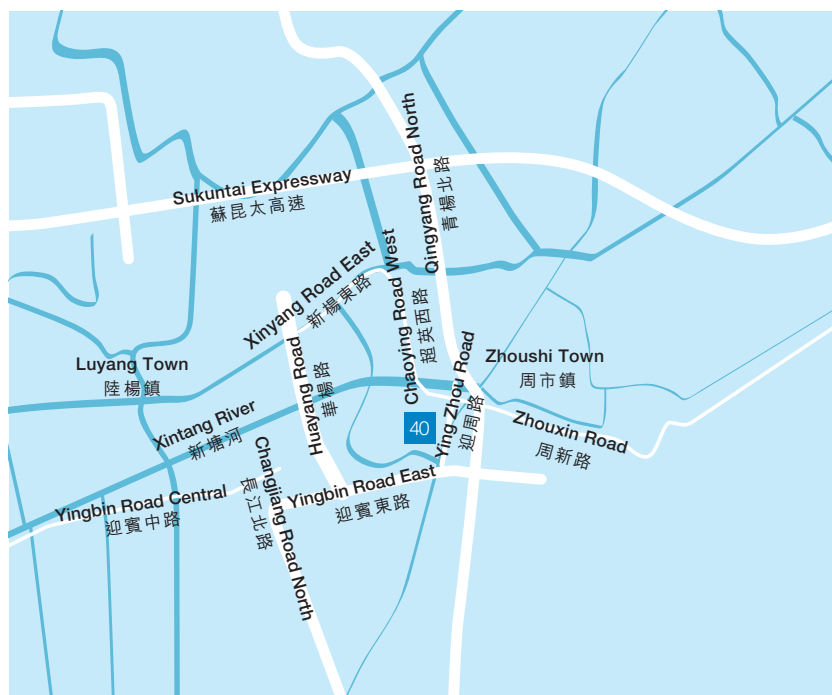 Qingyang Road North
青楊北路
Sukuntai Expressway
蘇昆太高速
Xinyang Road East
新楊東路
Chaoying Road West
超英西路
Luyang Town
陸楊鎮
Huayang Road
華楊路
Ying Zhou Road
迎周路
Zhoushi Town
周市鎮
Xintang River
新塘河
40
Zhouxin Road
周新路
Yingbin Road Central
迎賓中路
Changjiang Road North
長江北路
Yingbin Road East
迎賓東路